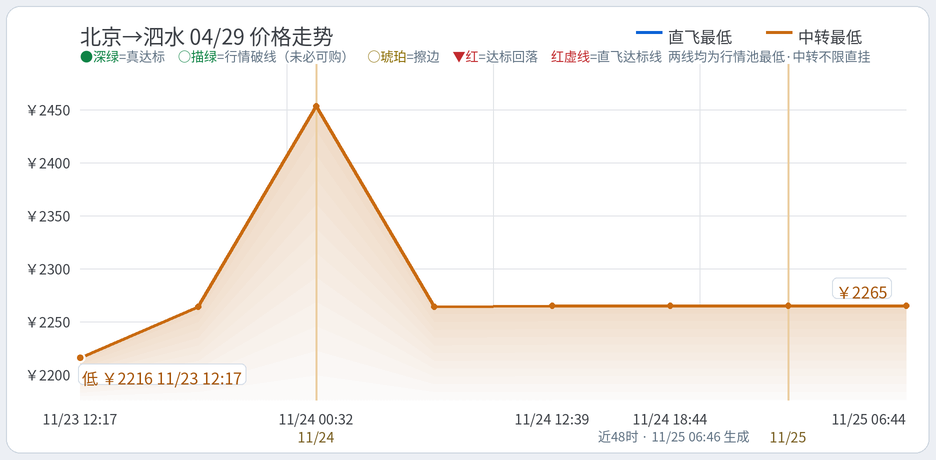 北京→泗水 04/29 价格走势
直飞最低 中转最低
●深绿=真达标 ○描绿=行情破线（未必可购） ○琥珀=擦边 ▼红=达标回落 红虚线=直飞达标线 两线均为行情池最低·中转不限直挂
￥2450
￥2400
￥2350
￥2300
￥2265
￥2250
￥2200
低 ￥2216 11/23 12:17
11/23 12:17 11/24 00:32 11/24 12:39 11/24 18:44 11/25 06:44
11/24 近48时 · 11/25 06:46 生成 11/25